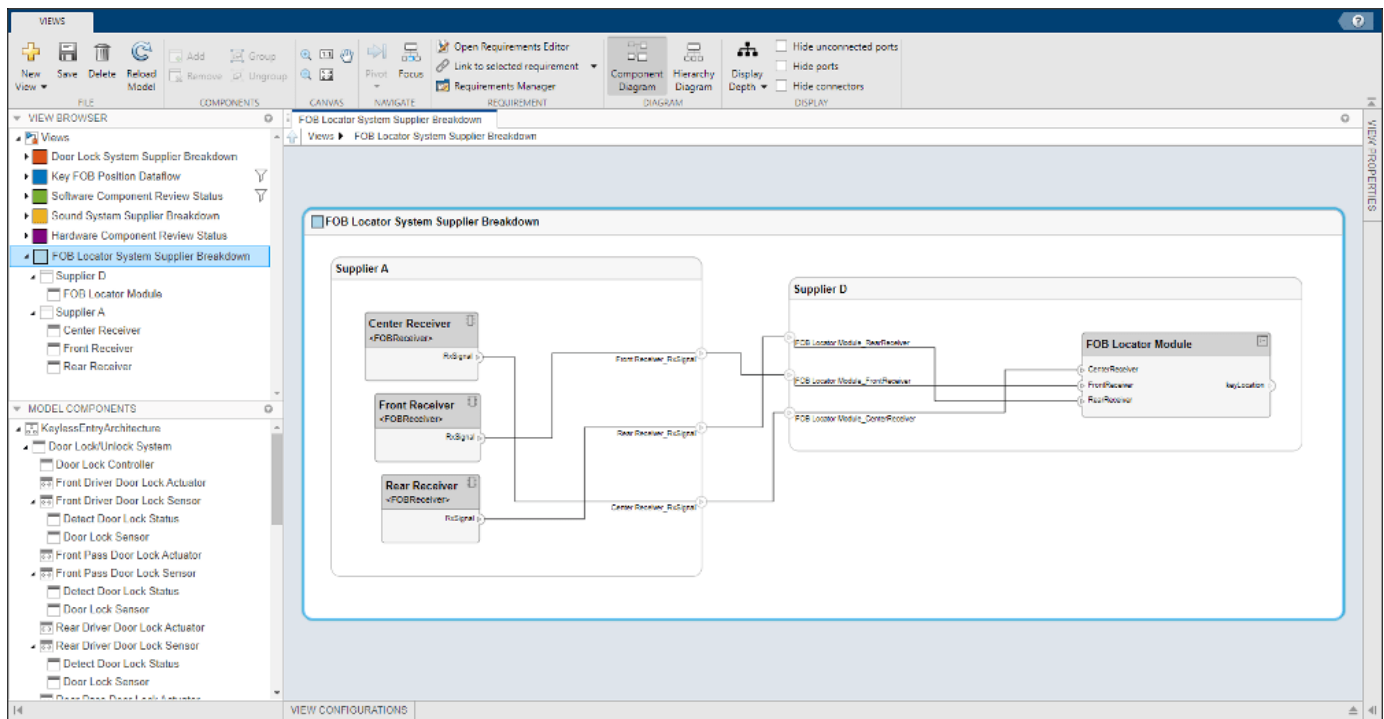 VIEWS
?
New View
Save
Delete
Reload Model
Add
Remove
Group
Ungroup
FILE
COMPONENTS
1:1
CANVAS
Pivot
Focus
NAVIGATE
Open Requirements Editor
Link to selected requirement
Requirements Manager
REQUIREMENT
Component Diagram
Hierarchy Diagram
DIAGRAM
Display Depth
Hide unconnected ports
Hide ports
Hide connectors
DISPLAY
VIEW BROWSER
Views
Door Lock System Supplier Breakdown
Key FOB Position Dataflow
Software Component Review Status
Sound System Supplier Breakdown
Hardware Component Review Status
FOB Locator System Supplier Breakdown
Supplier D
FOB Locator Module
Supplier A
Center Receiver
Front Receiver
Rear Receiver
MODEL COMPONENTS
KeylessEntryArchitecture
Door Lock/Unlock System
Door Lock Controller
Front Driver Door Lock Actuator
Front Driver Door Lock Sensor
Detect Door Lock Status
Door Lock Sensor
Front Pass Door Lock Actuator
Front Pass Door Lock Sensor
Detect Door Lock Status
Door Lock Sensor
Rear Driver Door Lock Actuator
Rear Driver Door Lock Sensor
Detect Door Lock Status
Door Lock Sensor
FOB Locator System Supplier Breakdown
Views FOB Locator System Supplier Breakdown
FOB Locator System Supplier Breakdown
Supplier A
Center Receiver
<FOBReceiver>
RxSignal
Front Receiver
<FOBReceiver>
RxSignal
Rear Receiver
<FOBReceiver>
RxSignal
Front Receiver_RxSignal
Rear Receiver_RxSignal
Center Receiver_RxSignal
Supplier D
FOB Locator Module_RearReceiver
FOB Locator Module_FrontReceiver
FOB Locator Module_CenterReceiver
FOB Locator Module
CenterReceiver
FrontReceiver
RearReceiver
keyLocation
VIEW PROPERTIES
VIEW CONFIGURATIONS